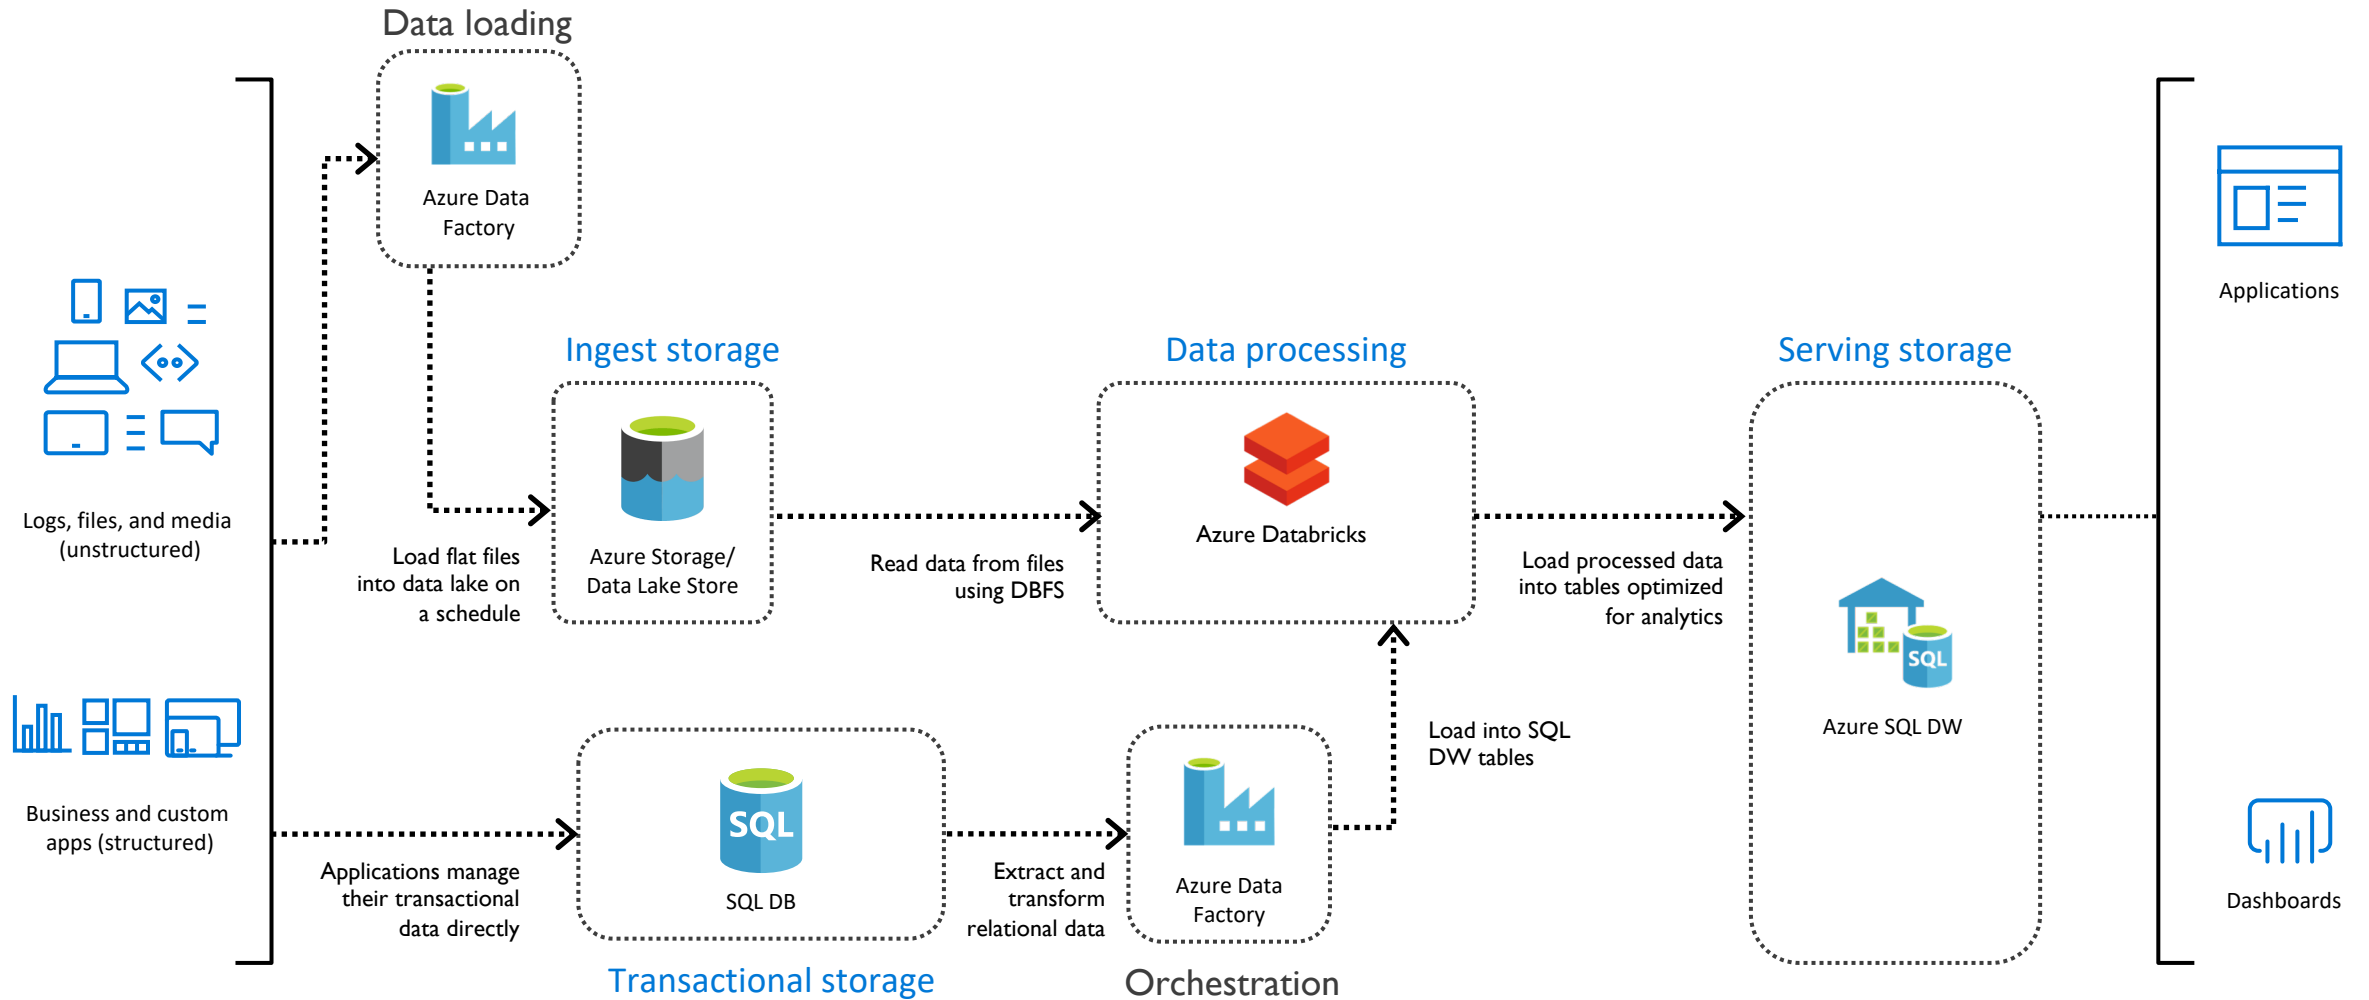 Data loading
Azure Data
Factory
Logs, files, and media
(unstructured)
Load flat files
into data lake on
a schedule
Ingest storage
Azure Storage/
Data Lake Store
Read data from files
using DBFS
Data processing
Azure Databricks
Load processed data
into tables optimized
for analytics
Serving storage
SQL
Azure SQL DW
Applications
Business and custom
apps (structured)
Applications manage
their transactional
data directly
SQL
SQL DB
Transactional storage
Extract and
transform
relational data
Azure Data
Factory
Orchestration
Load into SQL
DW tables
Dashboards